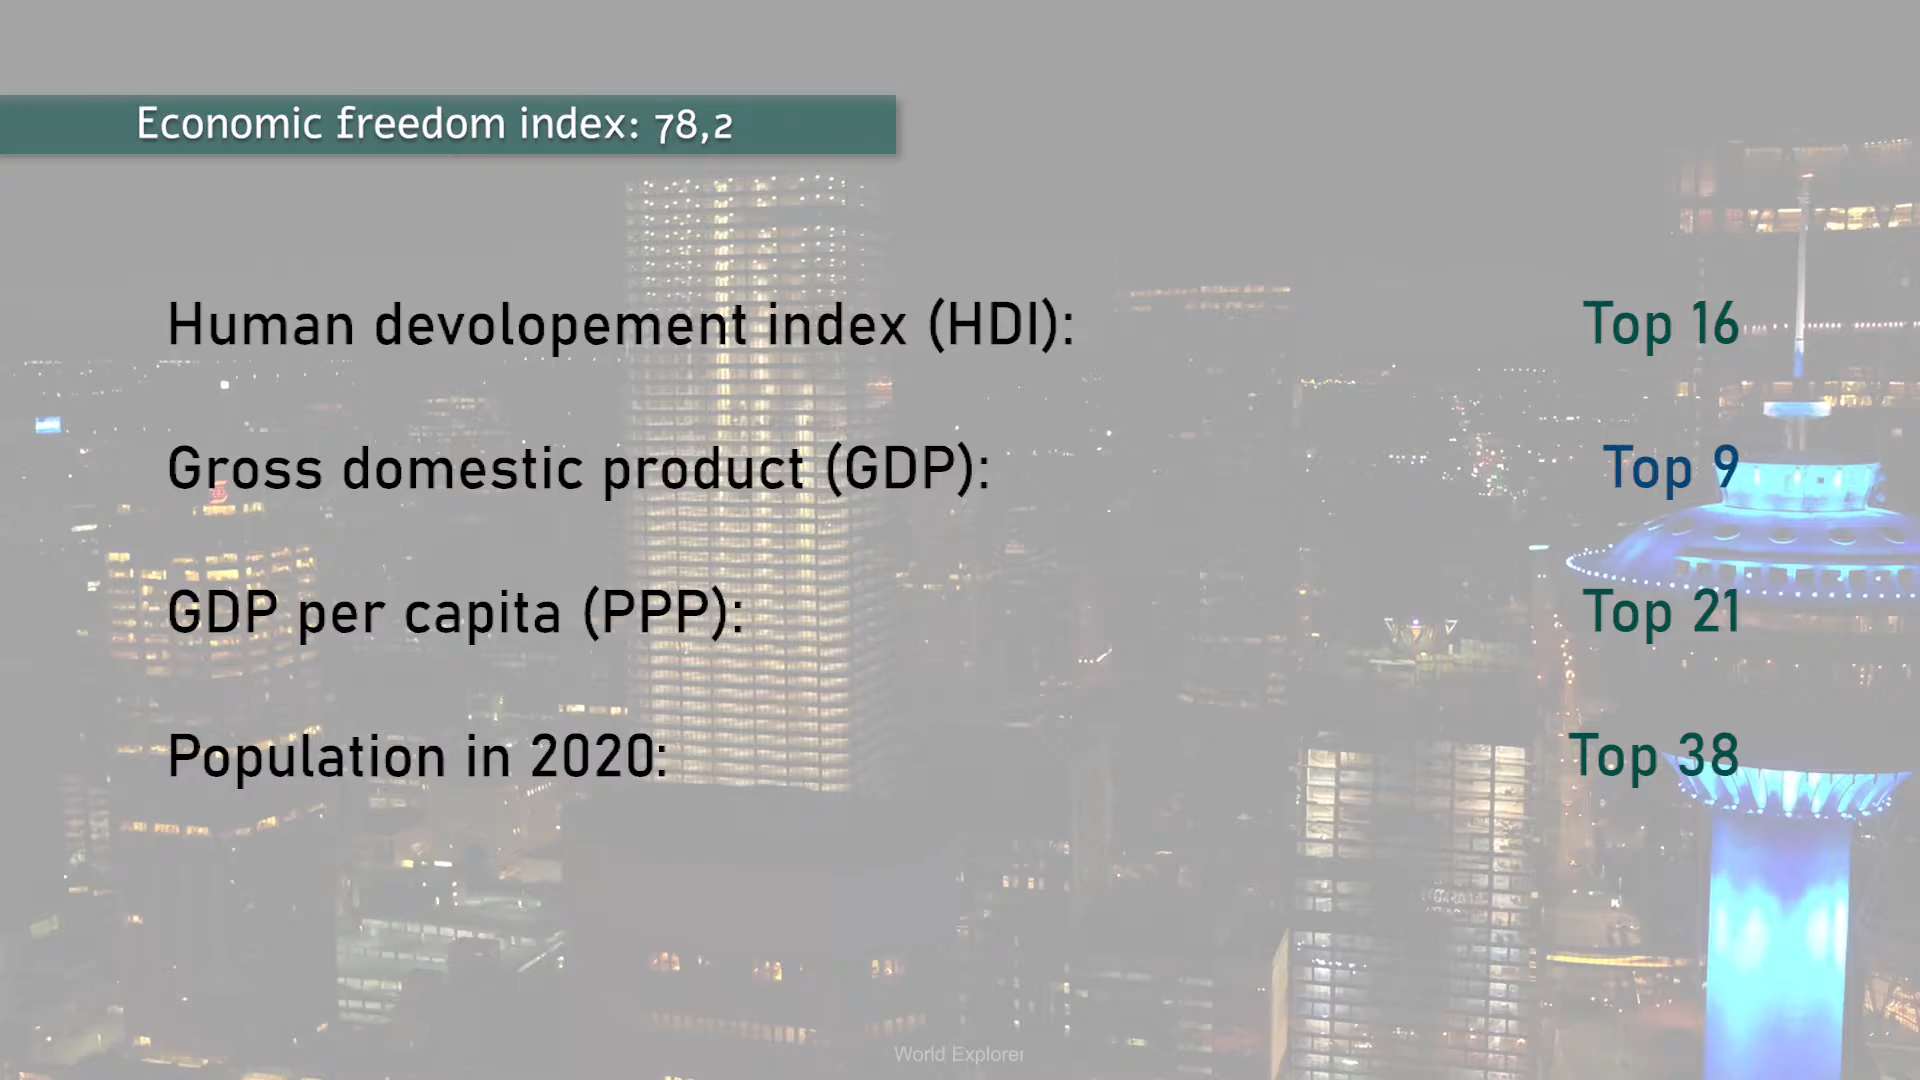 Economic freedom index: 78,2
Human devolopement index (HDI): Top 16
Gross domestic product (GDP): Top 9
GDP per capita (PPP): Top 21
Population in 2020: Top 38
World Explorer